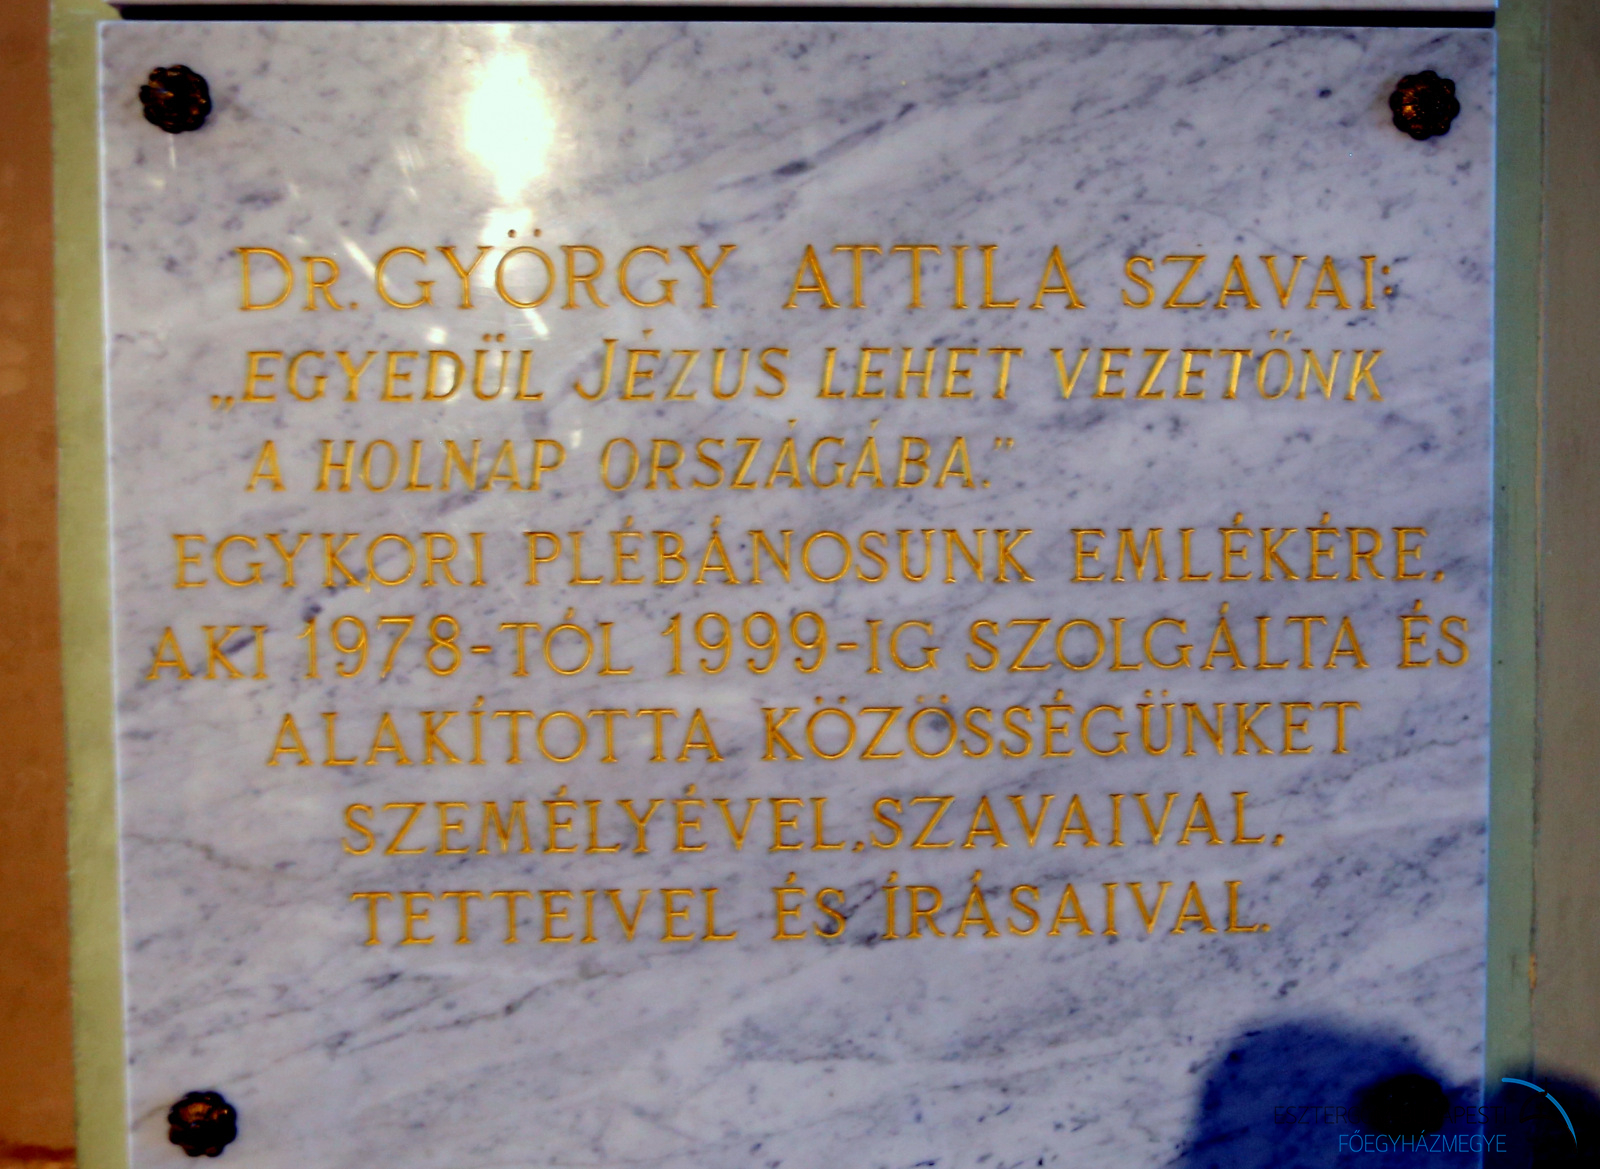 Dr. GYÖRGY ATTILA SZAVAI:
„EGYEDÜL JÉZUS LEHET VEZETŐNK
A HOLNAP ORSZÁGÁBA."
EGYKORI PLÉBÁNOSUNK EMLÉKÉRE,
AKI 1978-TÓL 1999-IG SZOLGÁLTA ÉS
ALAKÍTOTTA KÖZÖSSÉGÜNKET
SZEMÉLYÉVEL, SZAVAIVAL,
TETTEIVEL ÉS ÍRÁSAIVAL.
FŐEGYHÁZMEGYE